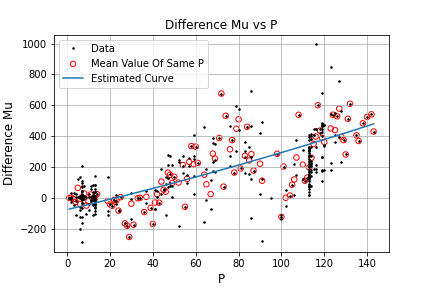 Difference Mu vs P
Data
Mean Value Of Same P
Estimated Curve
Difference Mu
1000
800
600
400
200
0
−200
0
20
40
60
80
100
120
140
P